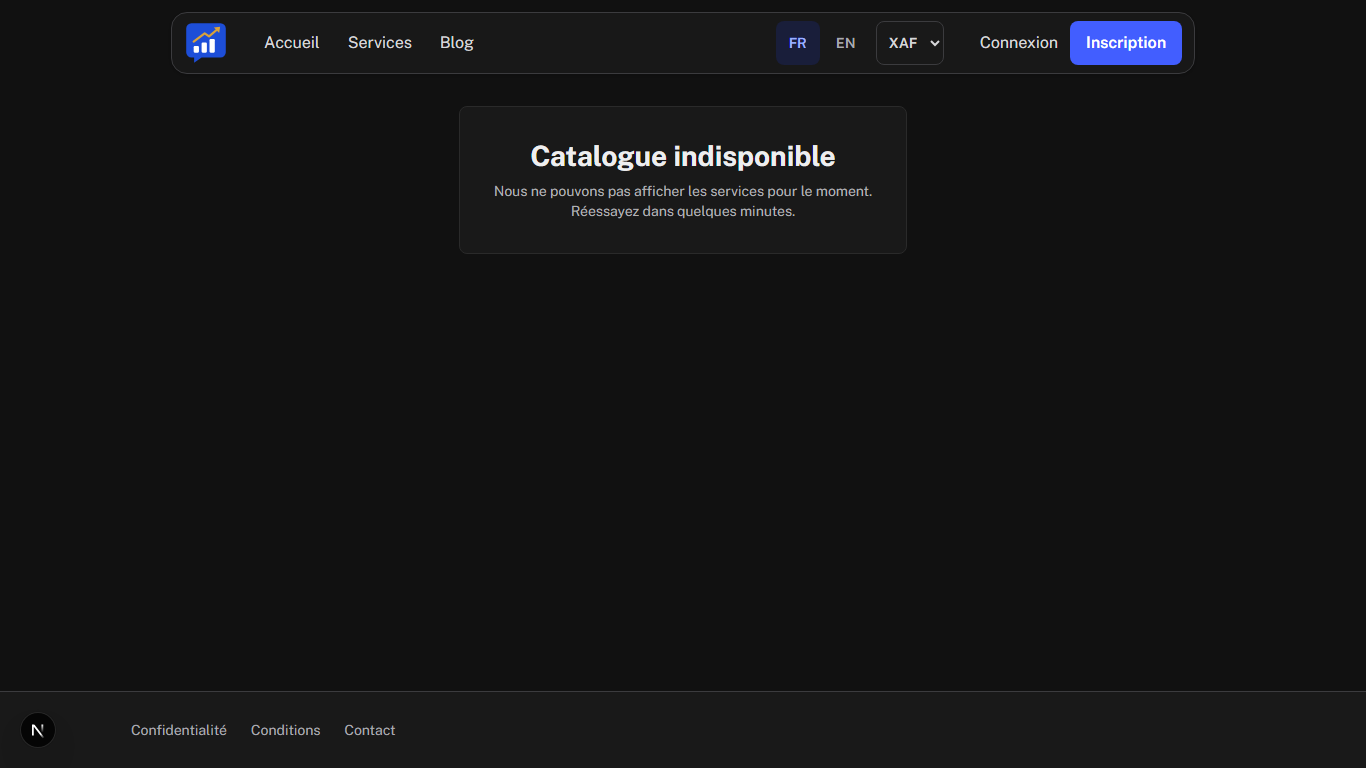 Accueil Services Blog FR EN XAF Connexion Inscription
Catalogue indisponible
Nous ne pouvons pas afficher les services pour le moment.
Réessayez dans quelques minutes.
N Confidentialité Conditions Contact